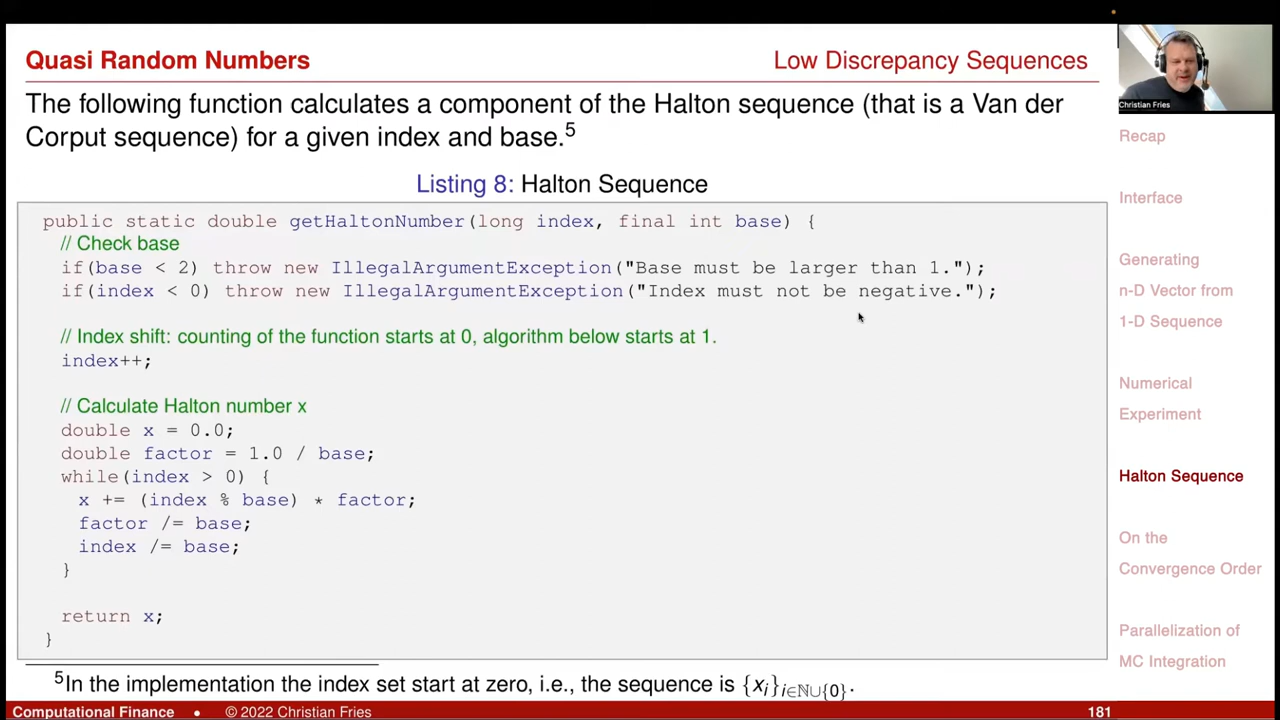 Quasi Random Numbers
Low Discrepancy Sequences
The following function calculates a component of the Halton sequence (that is a Van der
Corput sequence) for a given index and base.5
Listing 8: Halton Sequence
public static double getHaltonNumber(long index, final int base) {
// Check base
if(base < 2) throw new IllegalArgumentException("Base must be larger than 1.");
if(index < 0) throw new IllegalArgumentException("Index must not be negative.");
// Index shift: counting of the function starts at 0, algorithm below starts at 1.
index++;
// Calculate Halton number x
double x = 0.0;
double factor = 1.0 / base;
while(index > 0) {
x += (index % base) * factor;
factor /= base;
index /= base;
}
return x;
}
5In the implementation the index set start at zero, i.e., the sequence is {xi}i∈ℕ∪{0}.
Computational Finance • © 2022 Christian Fries
181
Christian Fries
Recap
Interface
Generating
n-D Vector from
1-D Sequence
Numerical
Experiment
Halton Sequence
On the
Convergence Order
Parallelization of
MC Integration